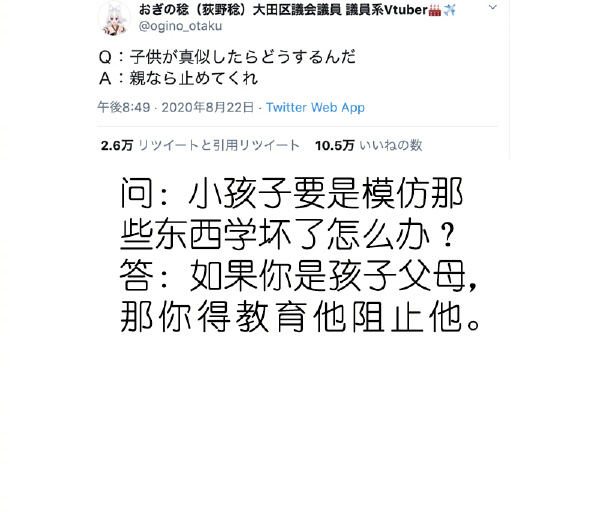 おぎの稔（荻野稔）大田区議会議員 議員系Vtuber🏭✈️
@ogino_otaku
Q：子供が真似したらどうするんだ
A：親なら止めてくれ
午後8:49 · 2020年8月22日 · Twitter Web App
2.6万 リツイートと引用リツイート 10.5万 いいねの数
问：小孩子要是模仿那
些东西学坏了怎么办？
答：如果你是孩子父母，
那你得教育他阻止他。